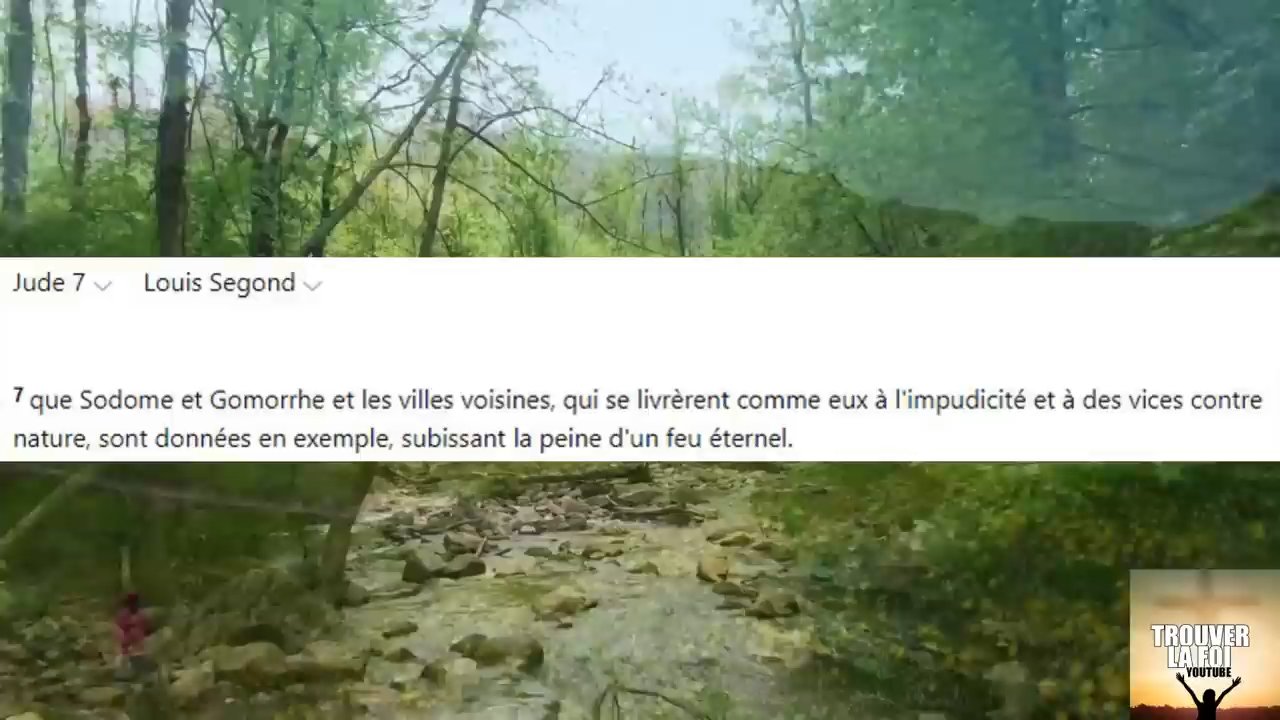 Jude 7 Louis Segond
7 que Sodome et Gomorrhe et les villes voisines, qui se livrèrent comme eux à l'impudicité et à des vices contre
nature, sont données en exemple, subissant la peine d'un feu éternel.
TROUVER
LA FOI
YOUTUBE